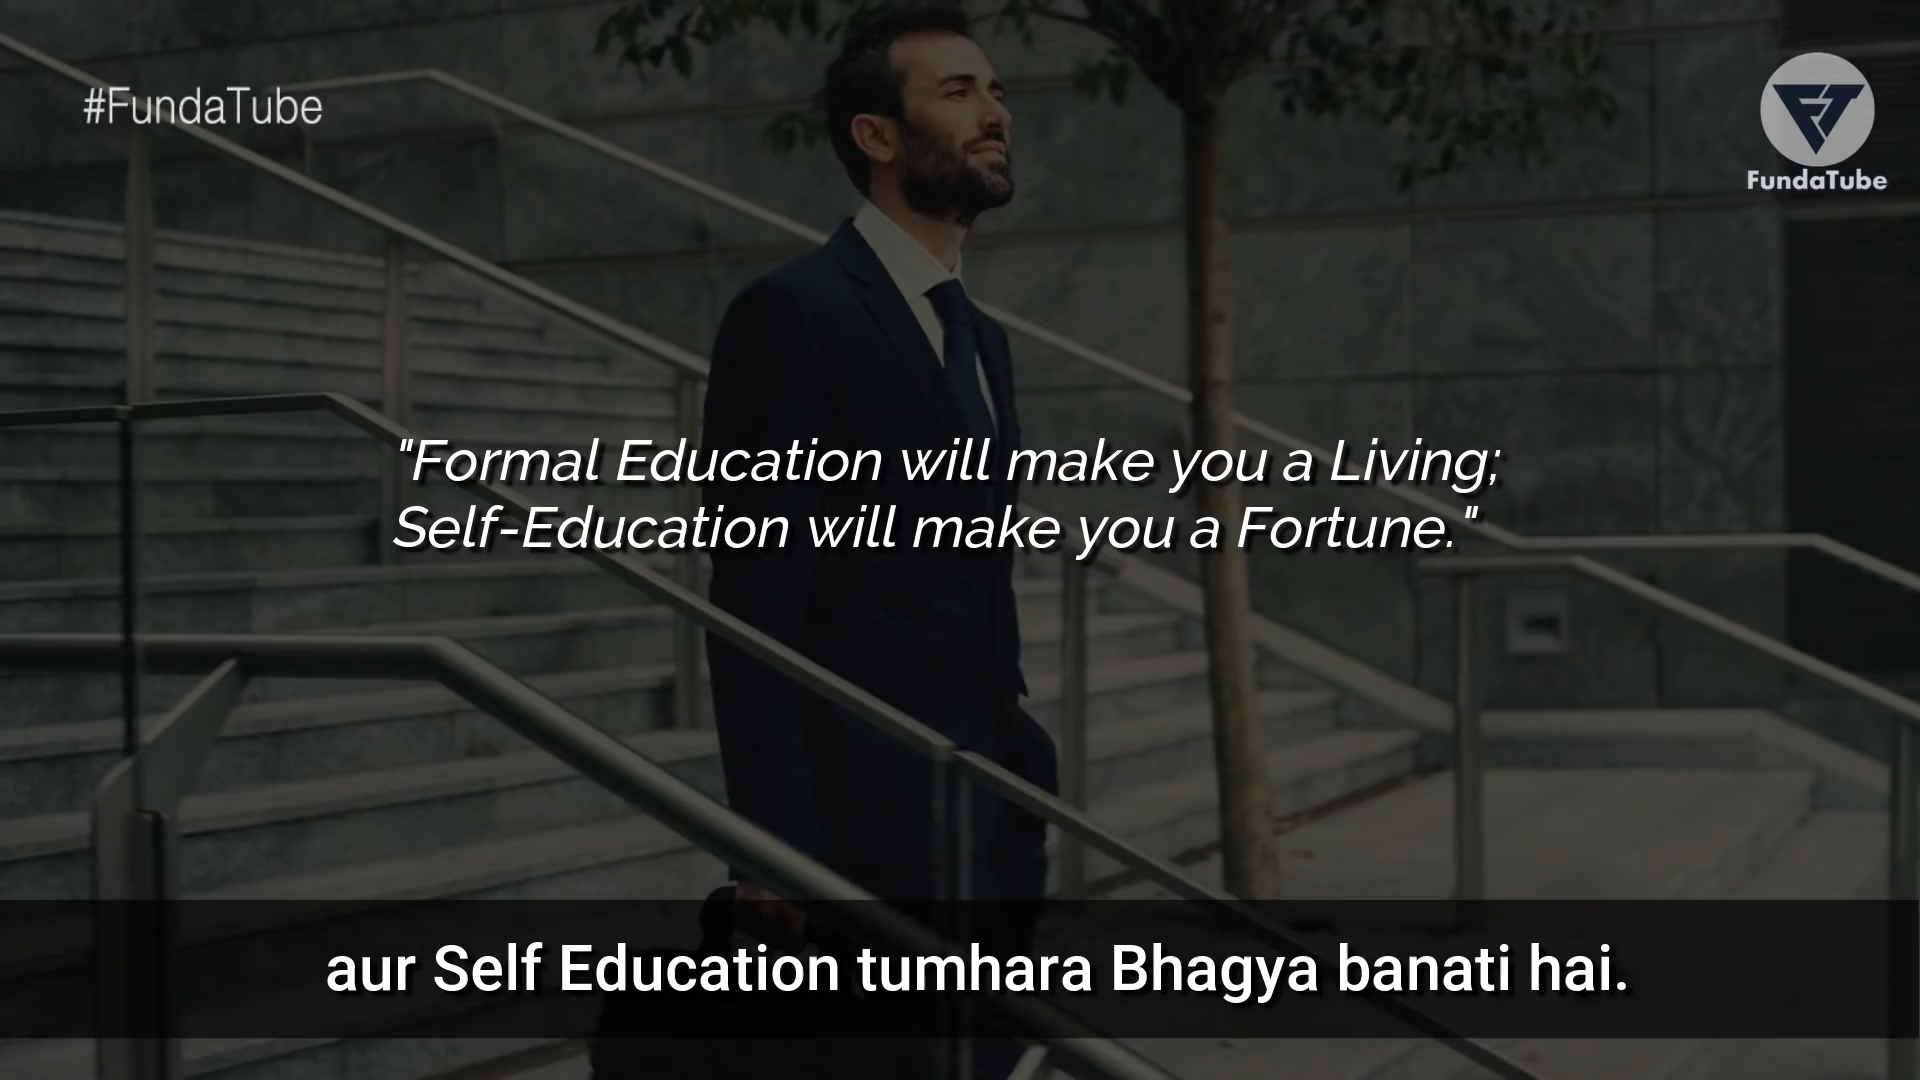 #FundaTube
FundaTube
"Formal Education will make you a Living;
Self-Education will make you a Fortune."
aur Self Education tumhara Bhagya banati hai.